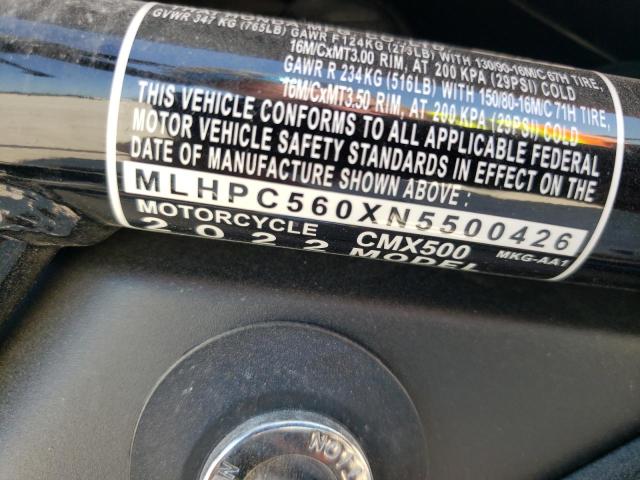 GVWR 347 KG (765LB) GAWR F 124KG (273LB) WITH 130/90-16M/C 67H TIRE,
16M/CxMT3.00 RIM, AT 200 KPA (29PSI) COLD
GAWR R 234KG (516LB) WITH 150/80-16M/C 71H TIRE,
16M/CxMT3.50 RIM, AT 200 KPA (29PSI) COLD
THIS VEHICLE CONFORMS TO ALL APPLICABLE FEDERAL
MOTOR VEHICLE SAFETY STANDARDS IN EFFECT ON THE
DATE OF MANUFACTURE SHOWN ABOVE :
MLHPC560XN5500426
MOTORCYCLE CMX500 MKG-AA1
2022 MODEL